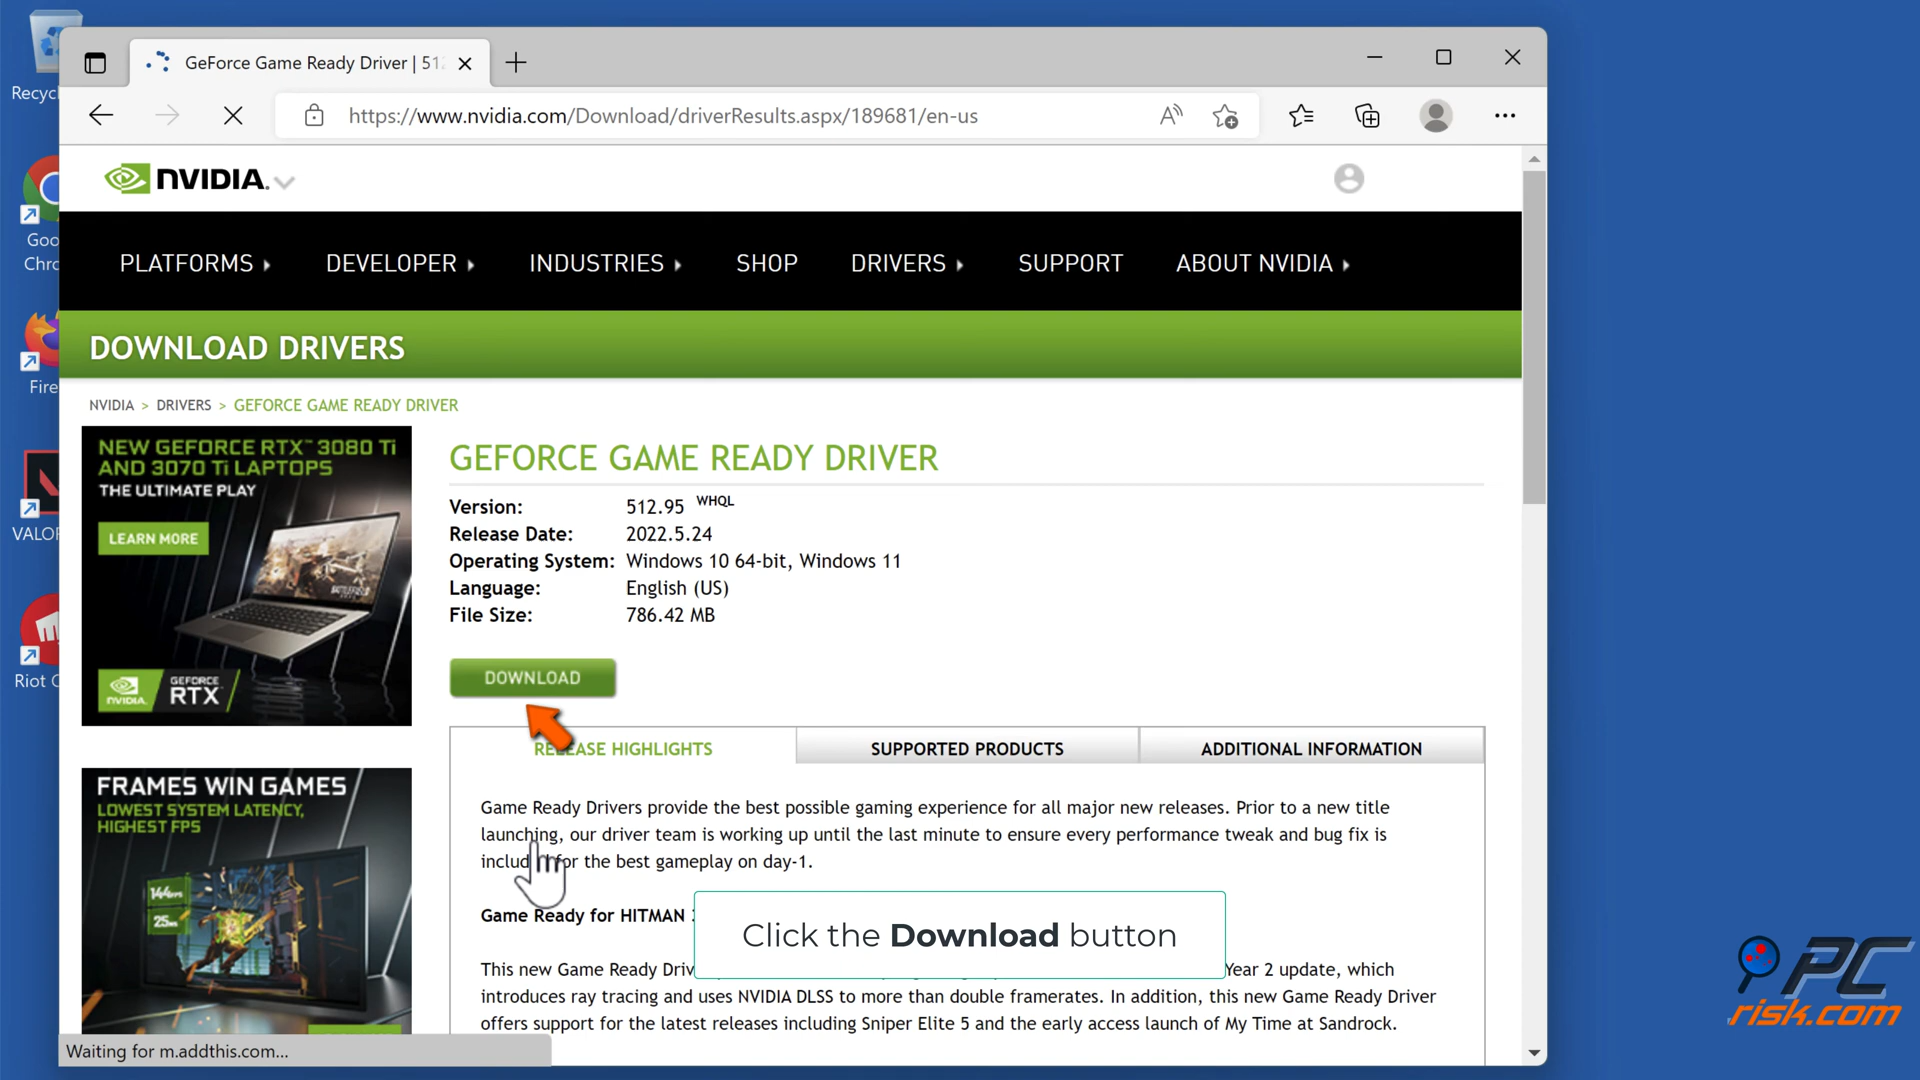 Recyc
GeForce Game Ready Driver | 512
https://www.nvidia.com/Download/driverResults.aspx/189681/en-us
NVIDIA.
Goo
Chro
PLATFORMS
DEVELOPER
INDUSTRIES
SHOP
DRIVERS
SUPPORT
ABOUT NVIDIA
DOWNLOAD DRIVERS
Fire
NVIDIA > DRIVERS > GEFORCE GAME READY DRIVER
NEW GEFORCE RTX™ 3080 Ti
AND 3070 Ti LAPTOPS
THE ULTIMATE PLAY
LEARN MORE
BATTLEFIELD
NVIDIA.
GEFORCE
RTX
VALOR
Riot C
GEFORCE GAME READY DRIVER
Version: 512.95 WHQL
Release Date: 2022.5.24
Operating System: Windows 10 64-bit, Windows 11
Language: English (US)
File Size: 786.42 MB
DOWNLOAD
RELEASE HIGHLIGHTS
SUPPORTED PRODUCTS
ADDITIONAL INFORMATION
FRAMES WIN GAMES
LOWEST SYSTEM LATENCY,
HIGHEST FPS
144FPS
25ms
Game Ready Drivers provide the best possible gaming experience for all major new releases. Prior to a new title
launching, our driver team is working up until the last minute to ensure every performance tweak and bug fix is
includ for the best gameplay on day-1.
Game Ready for HITMAN 3
Click the Download button
This new Game Ready Driv Year 2 update, which
introduces ray tracing and uses NVIDIA DLSS to more than double framerates. In addition, this new Game Ready Driver
offers support for the latest releases including Sniper Elite 5 and the early access launch of My Time at Sandrock.
Waiting for m.addthis.com...
PC
risk.com